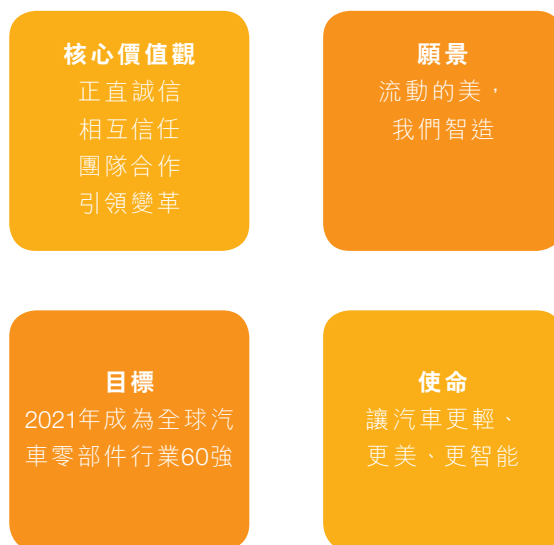 核心價值觀
正直誠信
相互信任
團隊合作
引領變革
願景
流動的美，
我們智造
目標
2021年成為全球汽
車零部件行業60強
使命
讓汽車更輕、
更美、更智能